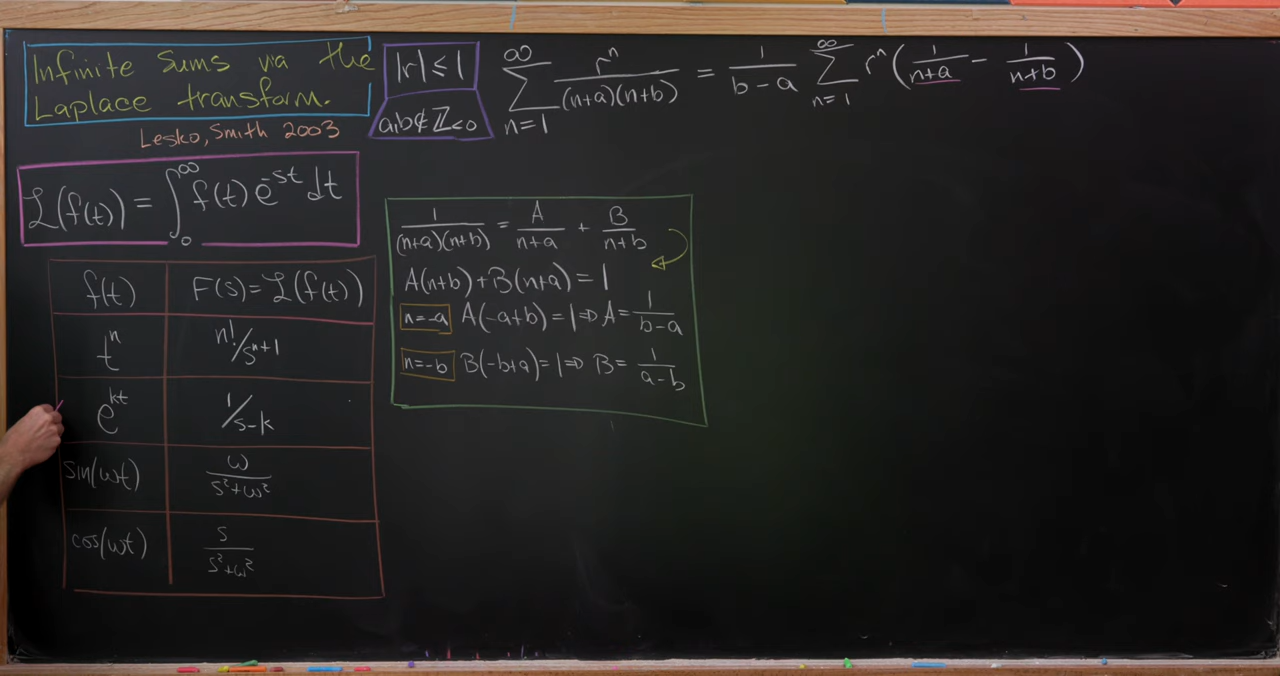 Infinite Sums via the
Laplace transform.
Lesko, Smith 2003
|r| ≤ 1
a,b ∉ ℤ<0
∑_{n=1}^{∞} rⁿ/((n+a)(n+b)) = 1/(b-a) ∑_{n=1}^{∞} rⁿ(1/(n+a) - 1/(n+b))
ℒ(f(t)) = ∫_0^∞ f(t) e^{-st} dt
f(t) F(s) = ℒ(f(t))
tⁿ n!/s^{n+1}
e^{kt} 1/s-k
sin(ωt) ω/(s²+ω²)
cos(ωt) s/(s²+ω²)
1/((n+a)(n+b)) = A/(n+a) + B/(n+b)
A(n+b)+B(n+a) = 1
n=-a A(-a+b) = 1 ⇒ A = 1/(b-a)
n=-b B(-b+a) = 1 ⇒ B = 1/(a-b)